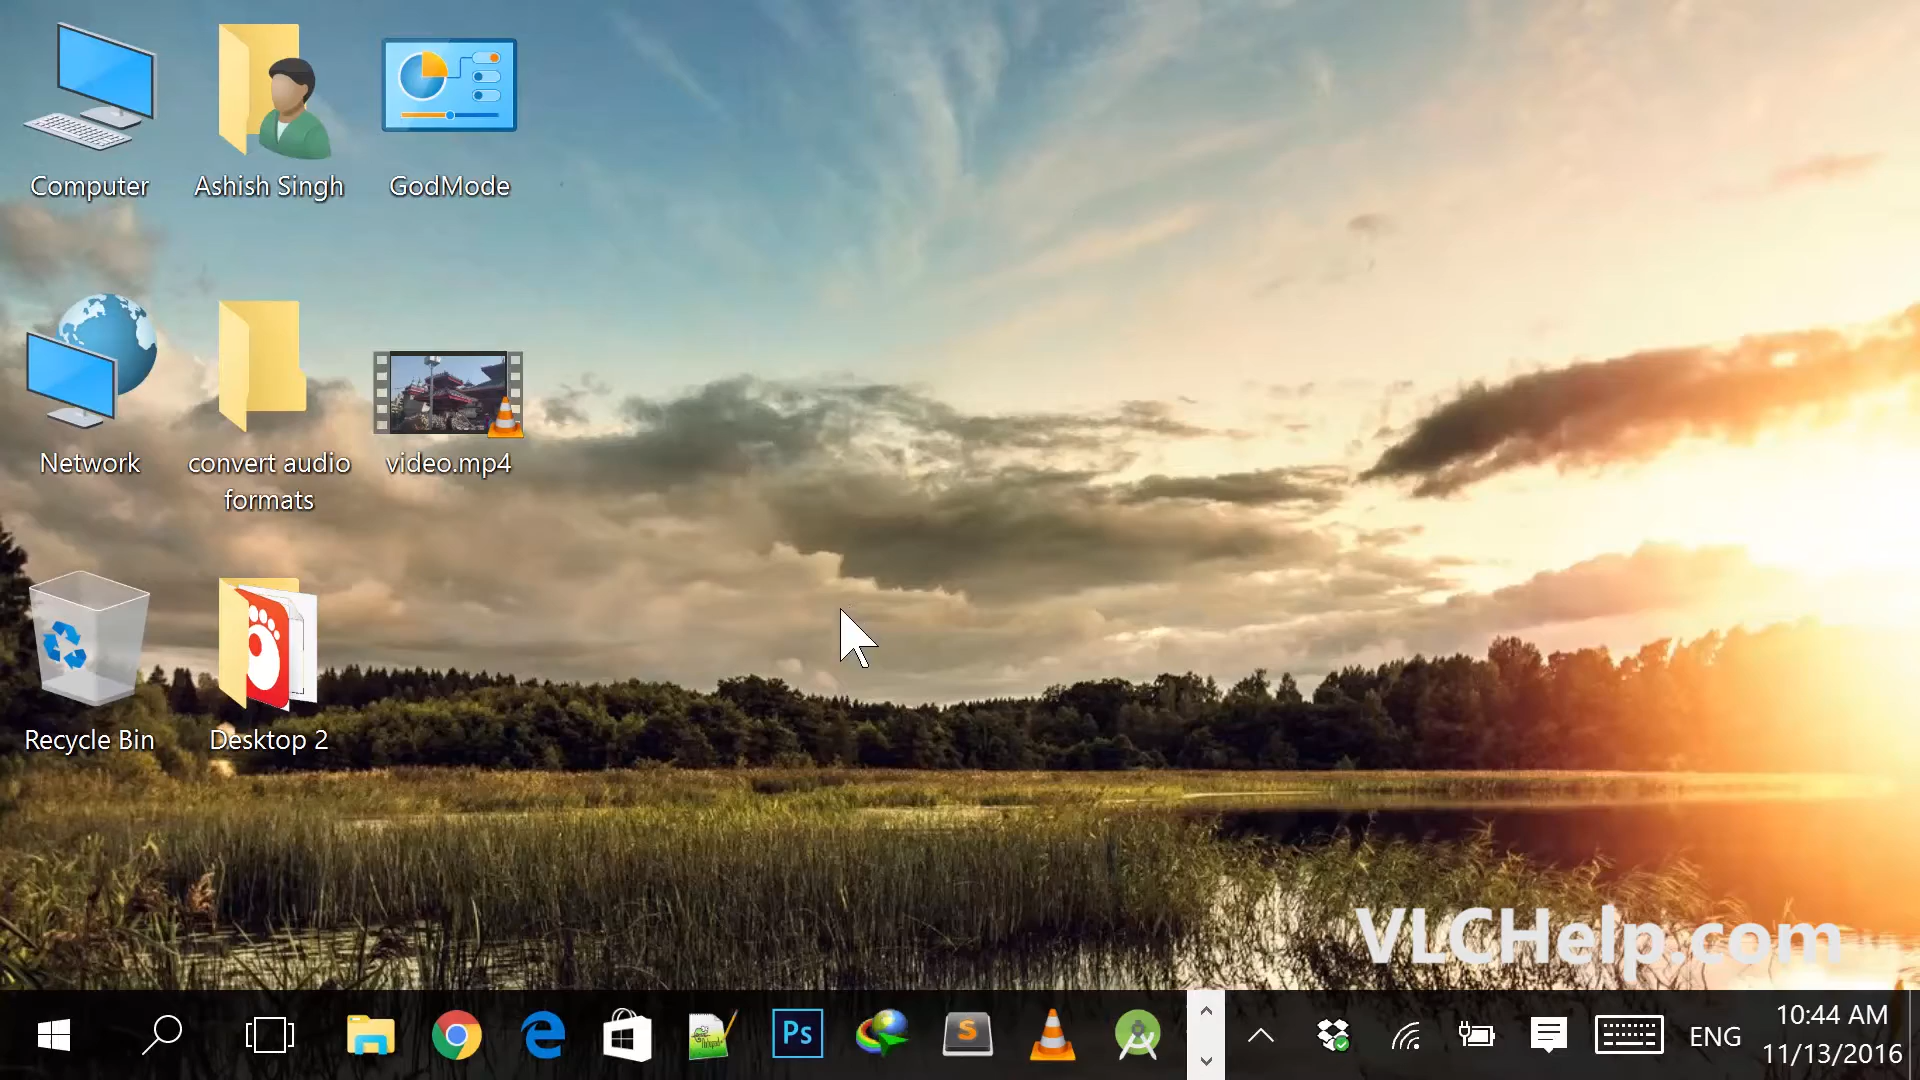 Computer
Ashish Singh
GodMode
Network
convert audio
formats
video.mp4
Recycle Bin
Desktop 2
VLCHelp.com
Ps
S
ENG
10:44 AM
11/13/2016